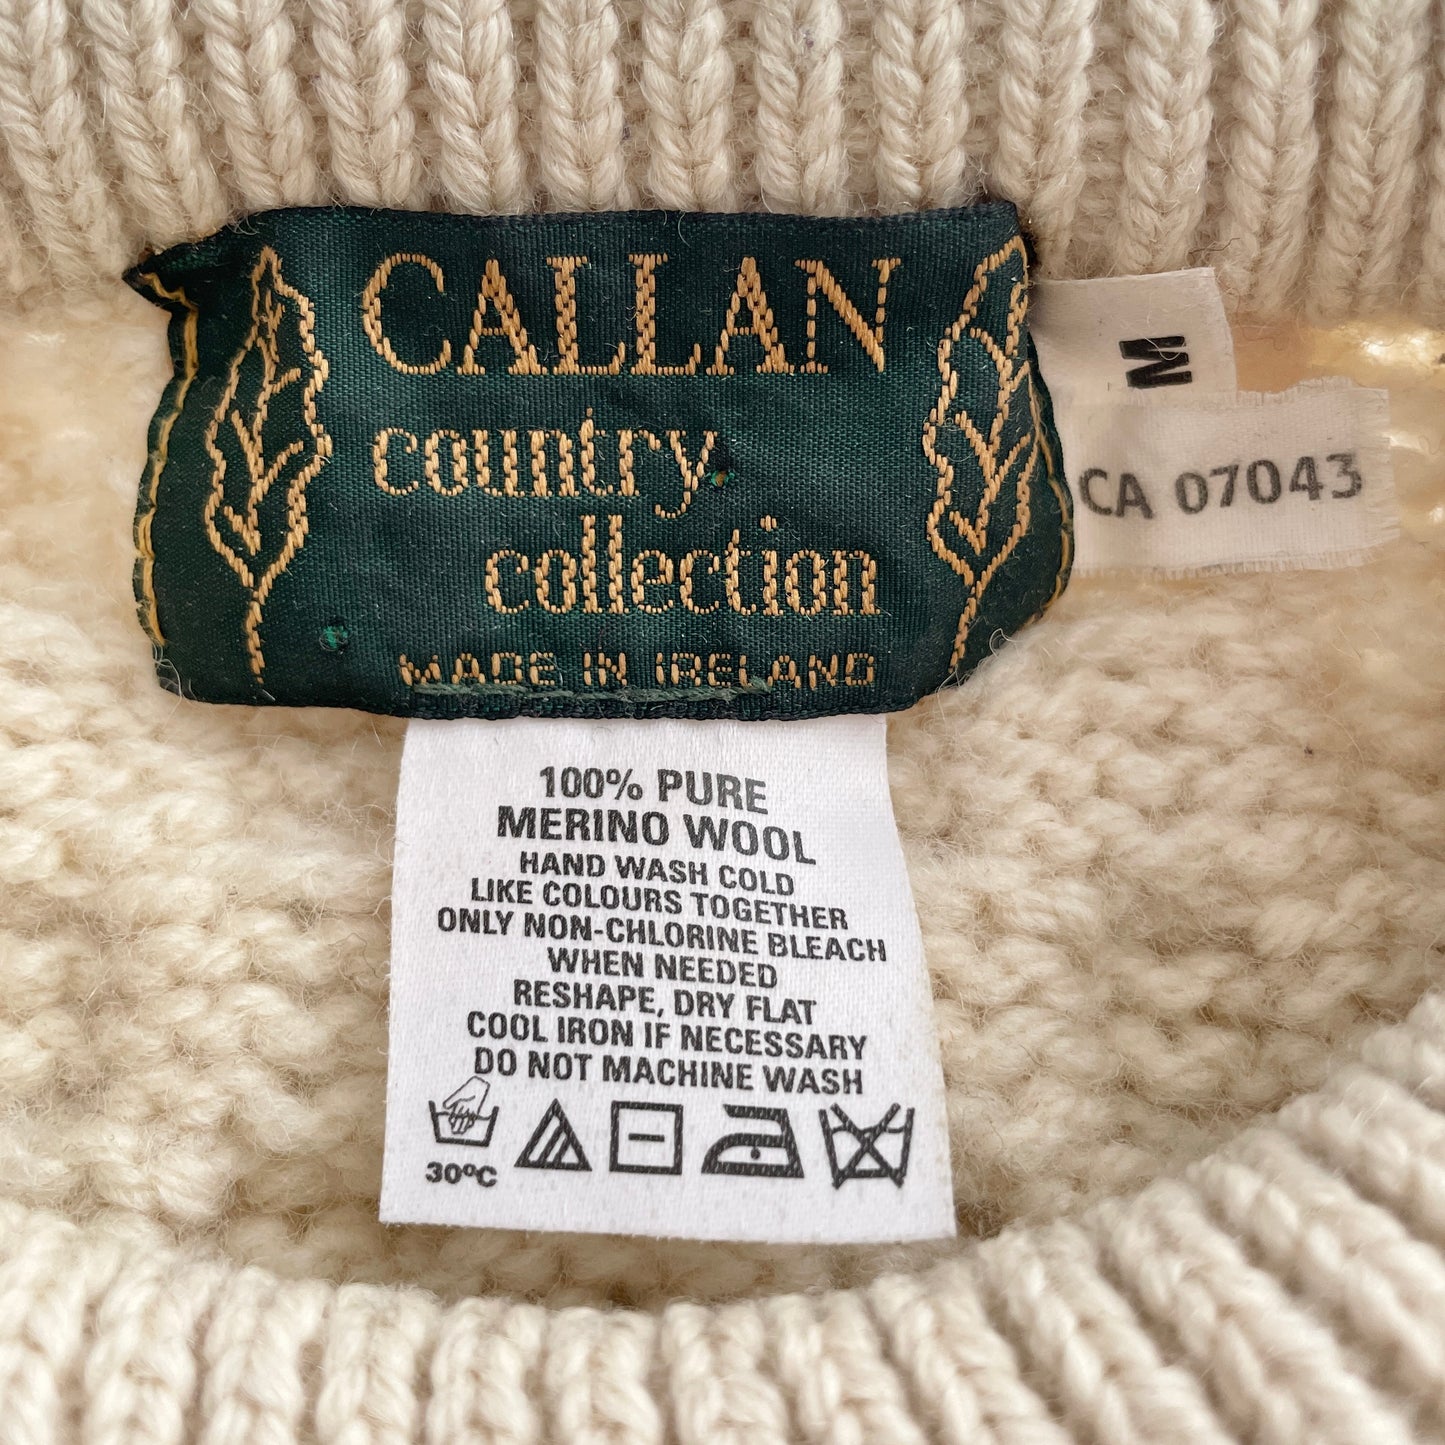 CALLAN
country
collection
MADE IN IRELAND
M
CA 07043
100% PURE
MERINO WOOL
HAND WASH COLD
LIKE COLOURS TOGETHER
ONLY NON-CHLORINE BLEACH
WHEN NEEDED
RESHAPE, DRY FLAT
COOL IRON IF NECESSARY
DO NOT MACHINE WASH
30ºC